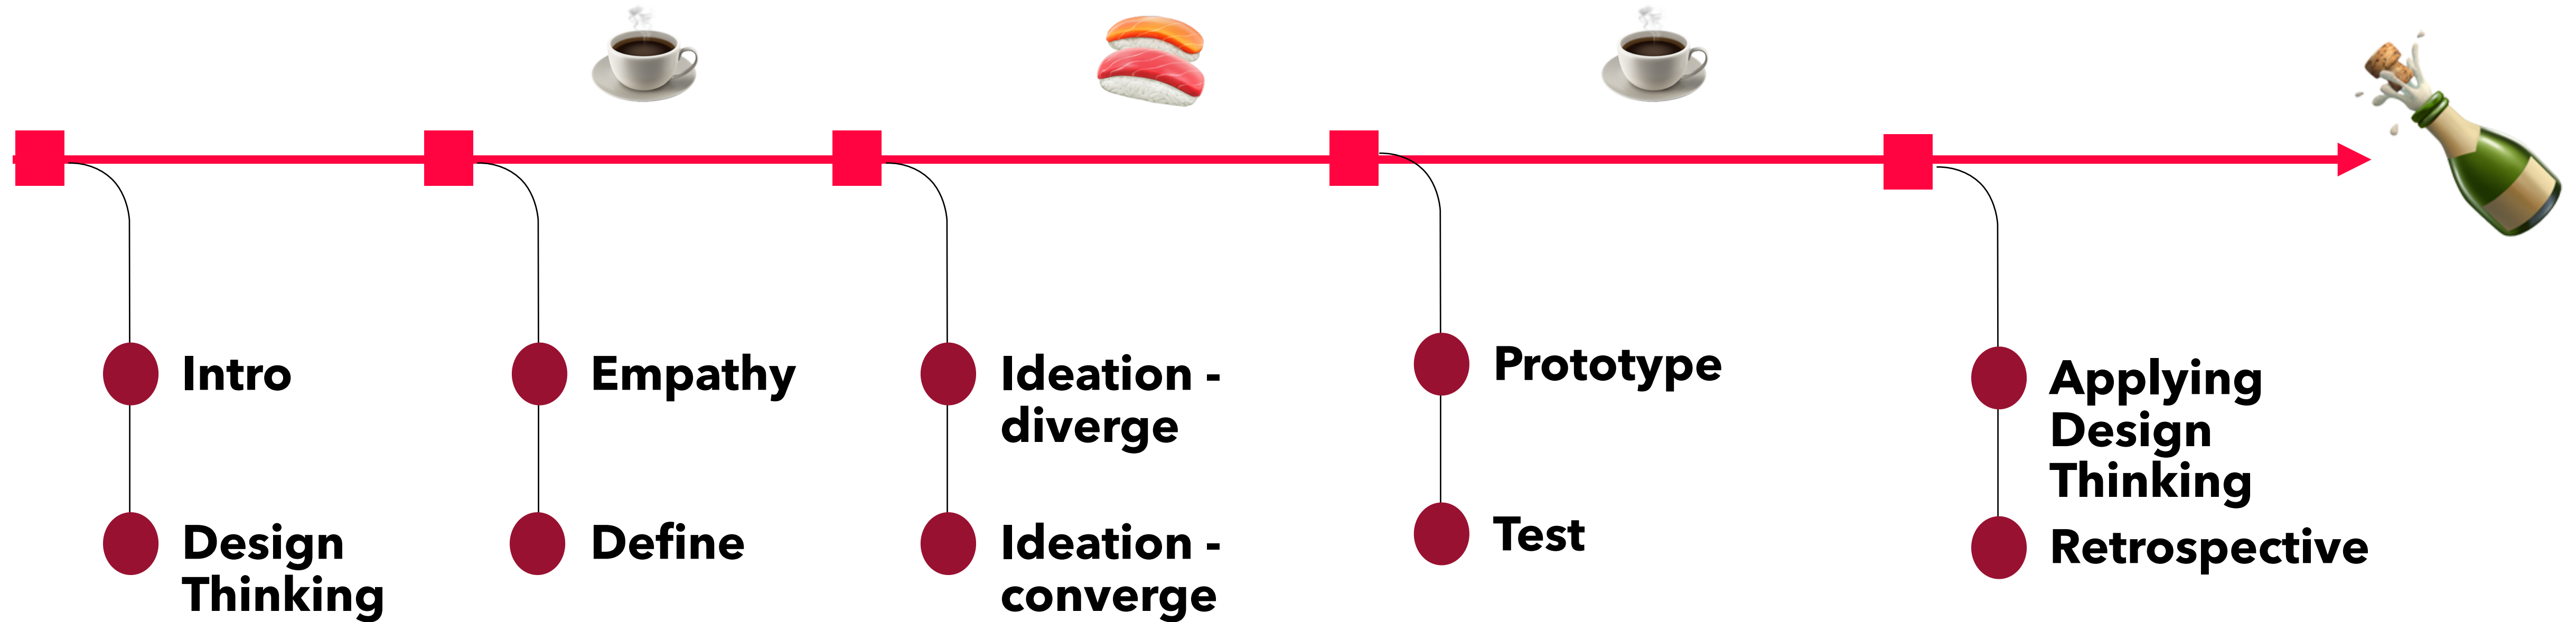 Intro
Design
Thinking
Empathy
Define
Ideation -
diverge
Ideation -
converge
Prototype
Test
Applying
Design
Thinking
Retrospective